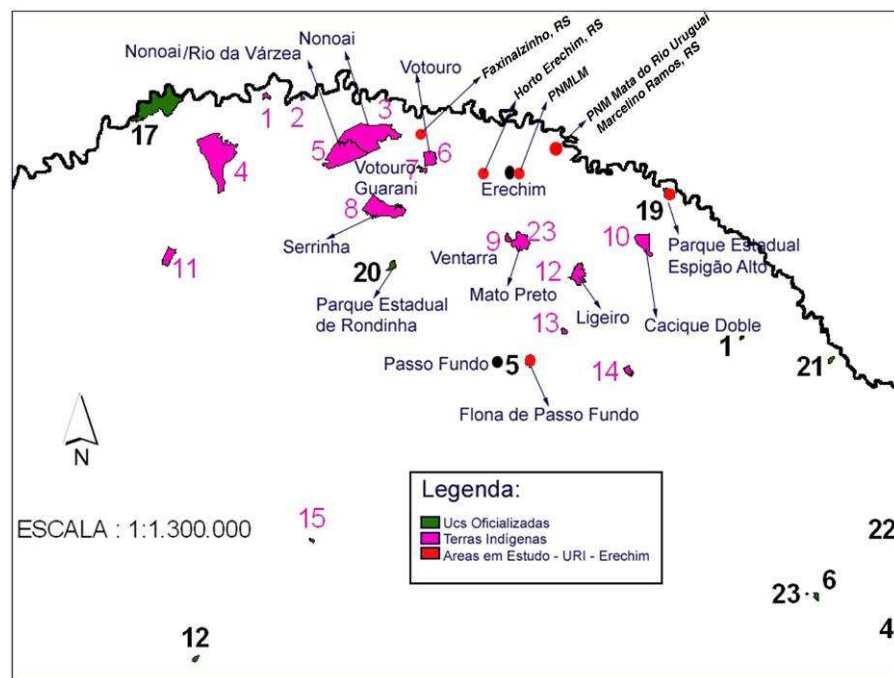 Nonoai
Nonoai/Rio da Várzea
Votouro
Faxinalzinho, RS
Horto Erechim, RS
PNMLM
PNM Mata do Rio Uruguai
Marcelino Ramos, RS
17
1
2
3
4
5
6
7
Votouro
Guarani
Erechim
8
Serrinha
19
Parque Estadual
Espigão Alto
9
23
10
Ventarra
Mato Preto
11
20
Parque Estadual
de Rondinha
12
Ligeiro
Cacique Doble
13
1
21
Passo Fundo
5
14
Flona de Passo Fundo
N
Legenda:
Ucs Oficializadas
Terras Indígenas
Areas em Estudo - URI - Erechim
ESCALA : 1:1.300.000
15
22
23
6
4
12